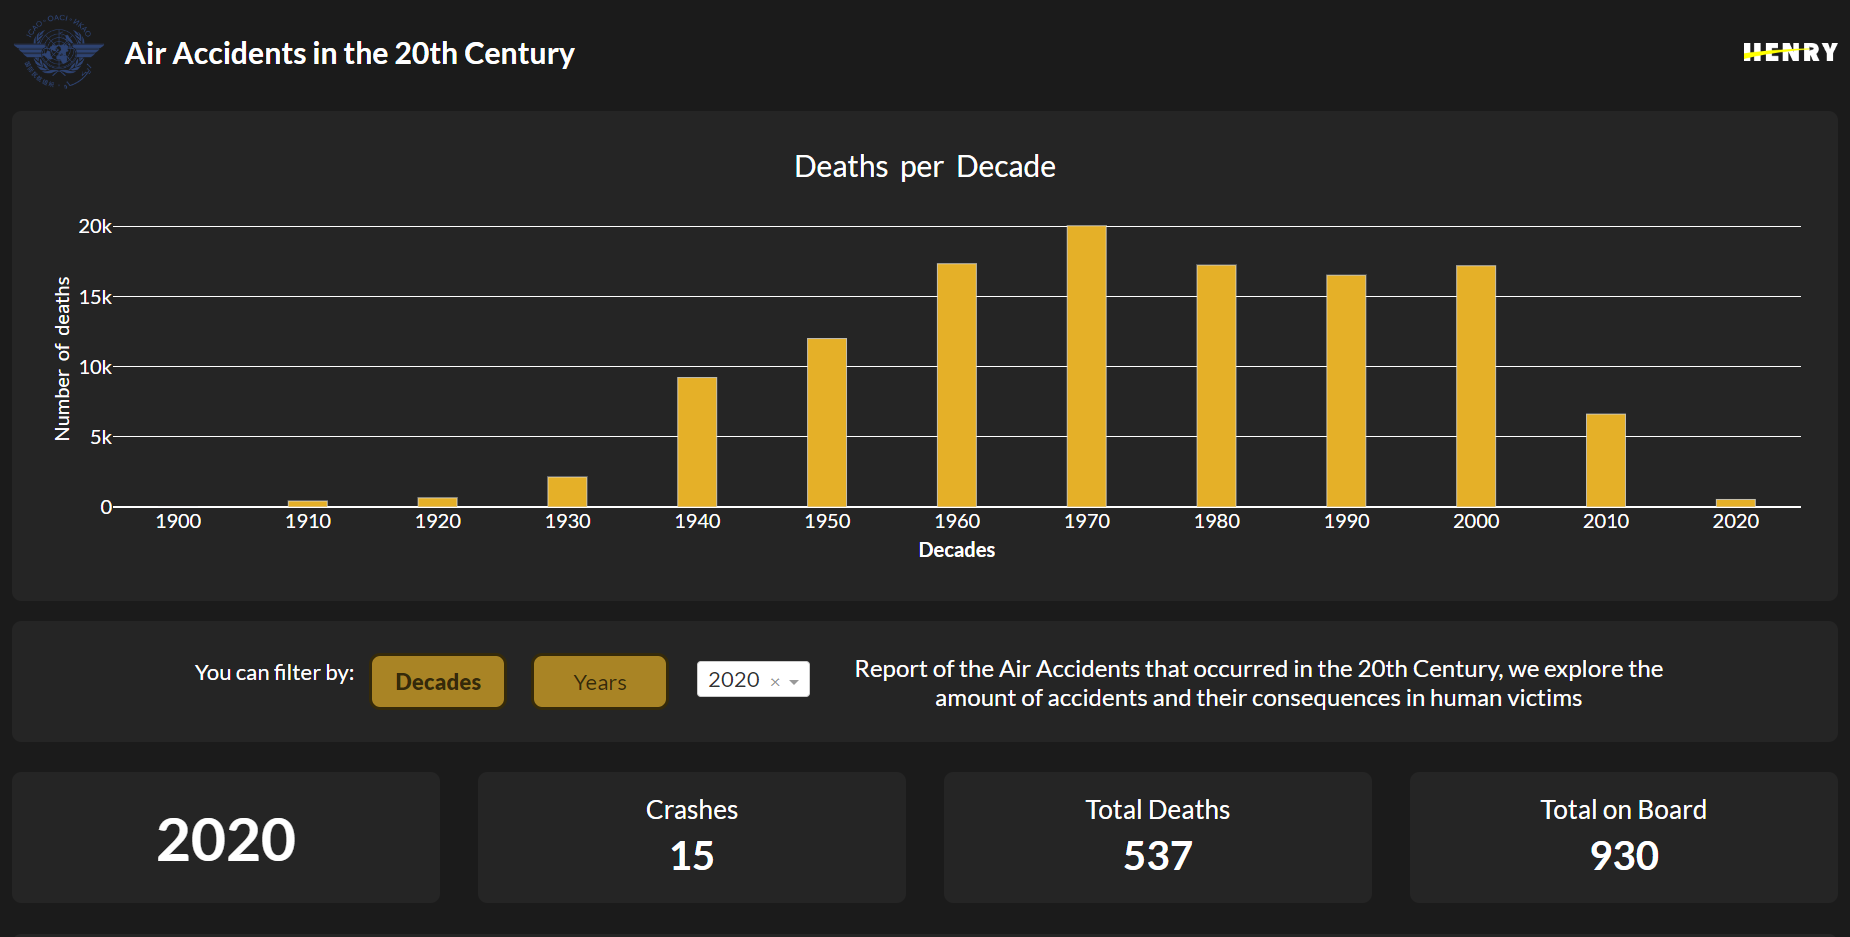 Air Accidents in the 20th Century
HENRY
Deaths per Decade
Number of deaths
20k
15k
10k
5k
0
1900 1910 1920 1930 1940 1950 1960 1970 1980 1990 2000 2010 2020
Decades
You can filter by:
Decades
Years
2020 ×
Report of the Air Accidents that occurred in the 20th Century, we explore the
amount of accidents and their consequences in human victims
2020
Crashes
15
Total Deaths
537
Total on Board
930